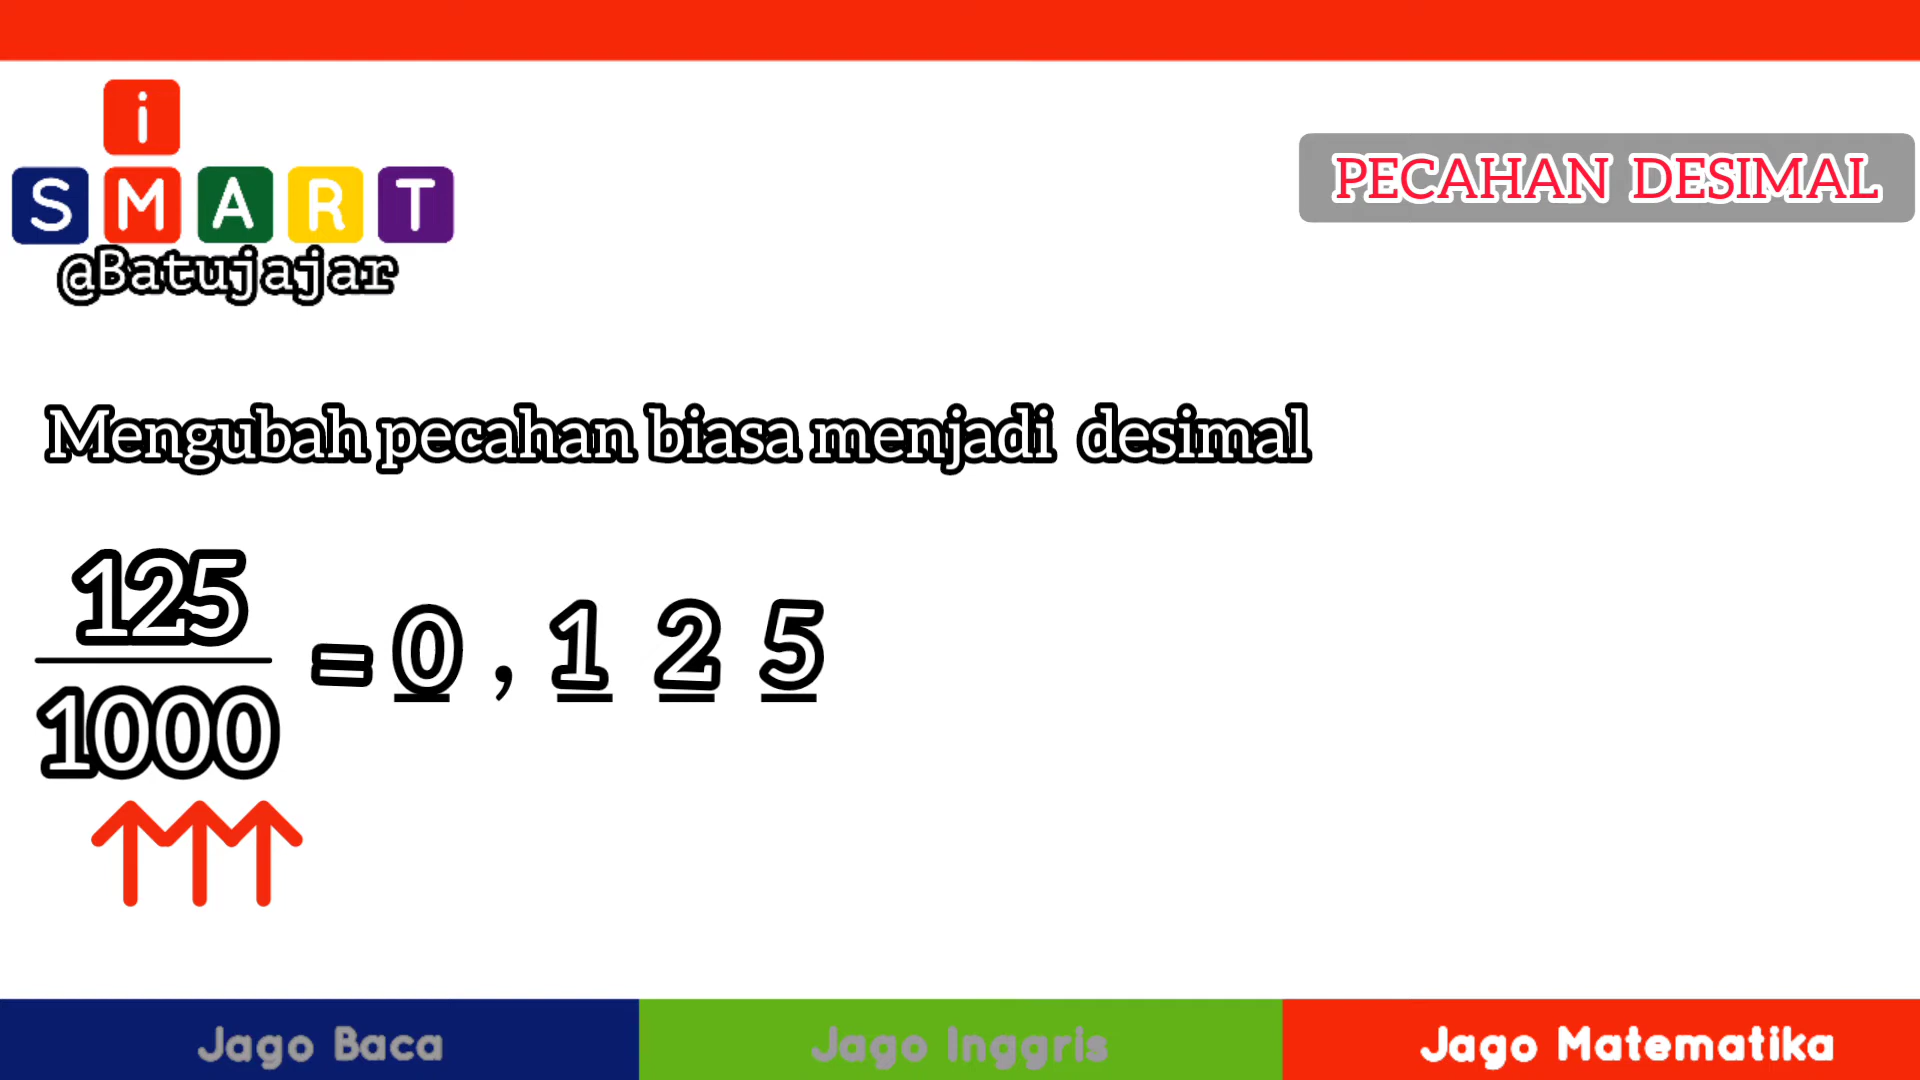 i
SMART
@Batujajar
PECAHAN DESIMAL
Mengubah pecahan biasa menjadi desimal
125
1000
= 0 , 1 2 5
Jago Baca
Jago Inggris
Jago Matematika